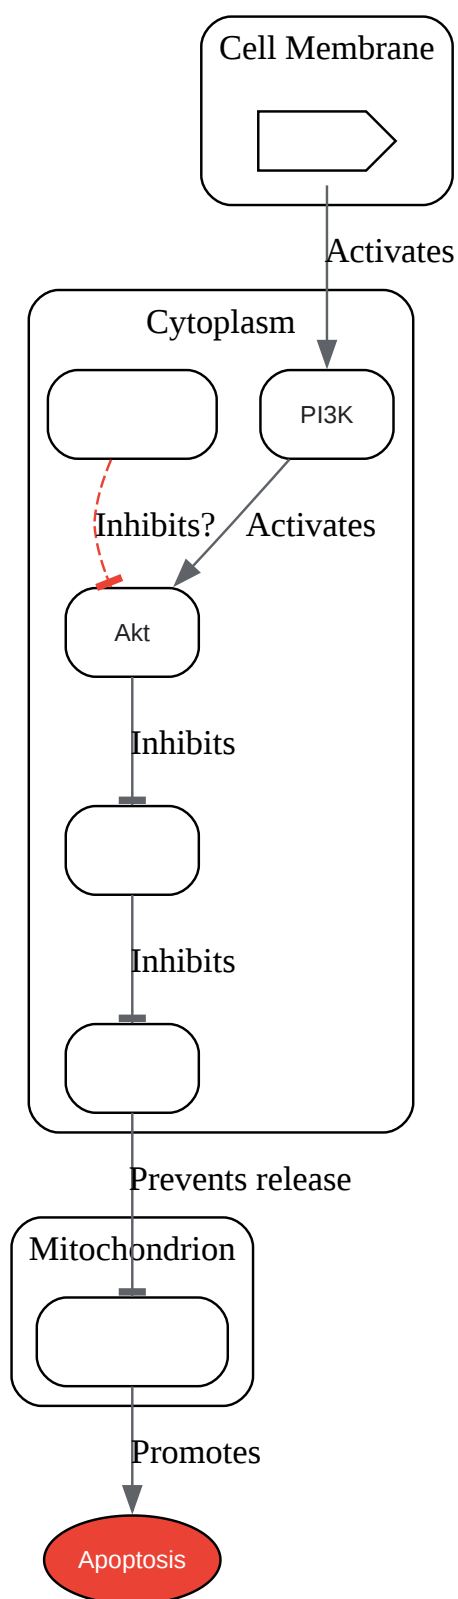 Cell Membrane
Activates
Cytoplasm
PI3K
Inhibits?
Activates
Akt
Inhibits
Inhibits
Prevents release
Mitochondrion
Promotes
Apoptosis